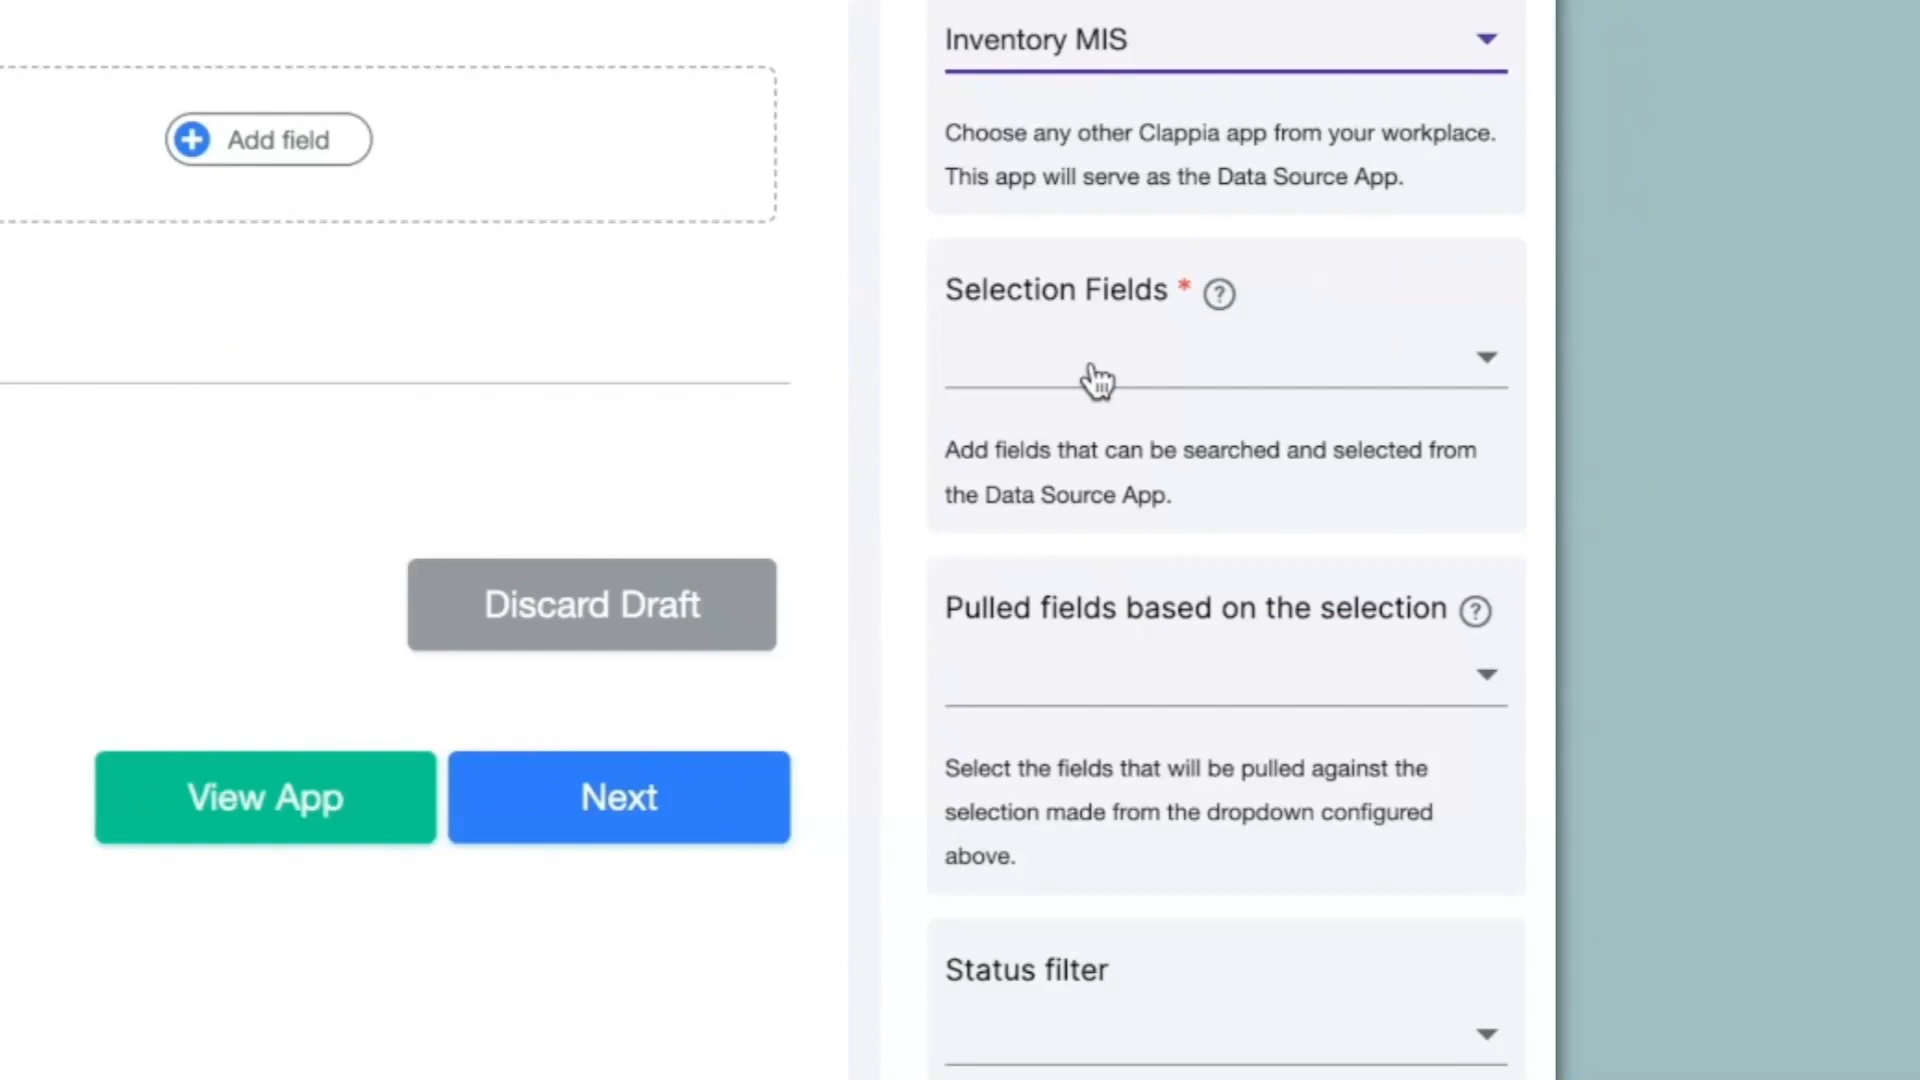 Add field
Discard Draft
View App
Next
Inventory MIS
Choose any other Clappia app from your workplace.
This app will serve as the Data Source App.
Selection Fields *
Add fields that can be searched and selected from
the Data Source App.
Pulled fields based on the selection
Select the fields that will be pulled against the
selection made from the dropdown configured
above.
Status filter